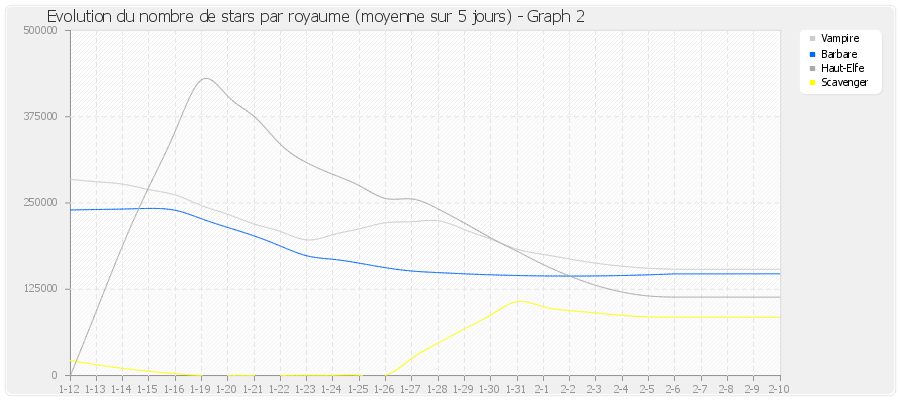 Evolution du nombre de stars par royaume (moyenne sur 5 jours) - Graph 2
500000
375000
250000
125000
0
1-12 1-13 1-14 1-15 1-16 1-19 1-20 1-21 1-22 1-23 1-24 1-25 1-26 1-27 1-28 1-29 1-30 1-31 2-1 2-2 2-3 2-4 2-5 2-6 2-7 2-8 2-9 2-10
Vampire
Barbare
Haut-Elfe
Scavenger